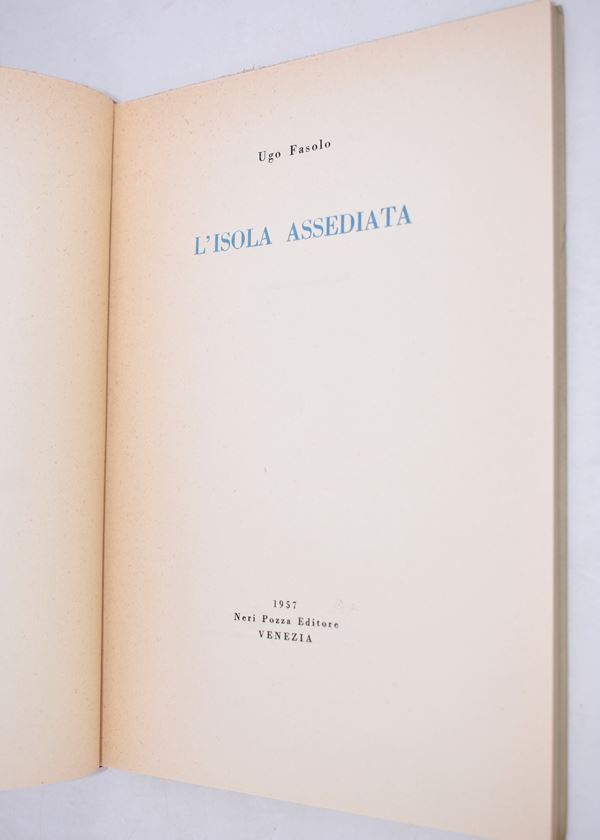 Ugo Fasolo
L'ISOLA ASSEDIATA
1957
Neri Pozza Editore
VENEZIA